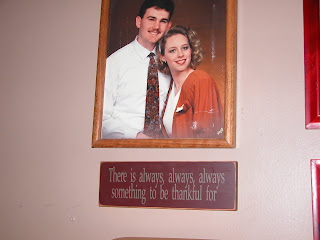 There is always, always, always
something to be thankful for